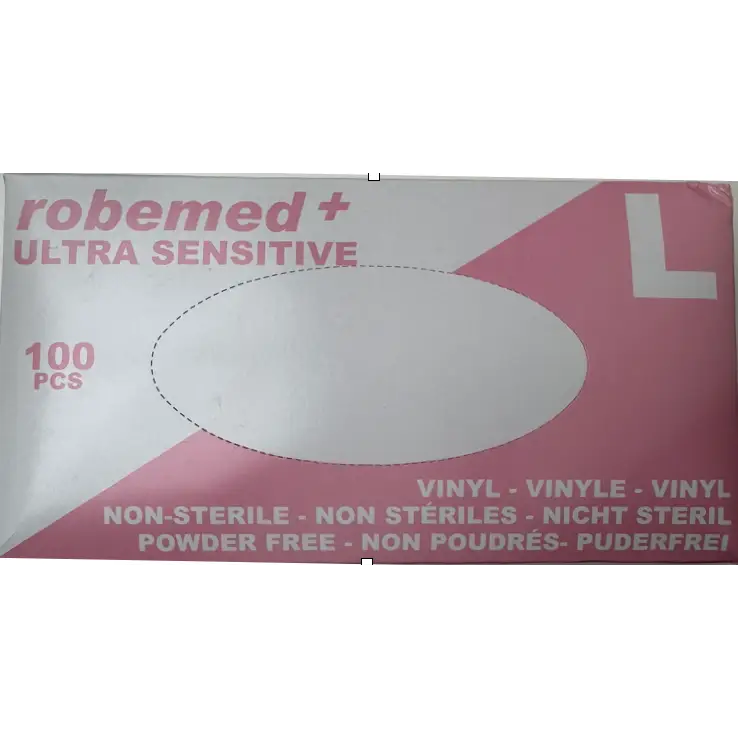 robemed+
ULTRA SENSITIVE
L
100
PCS
VINYL - VINYLE - VINYL
NON-STERILE - NON STÉRILES - NICHT STERIL
POWDER FREE - NON POUDRÉS- PUDERFREI